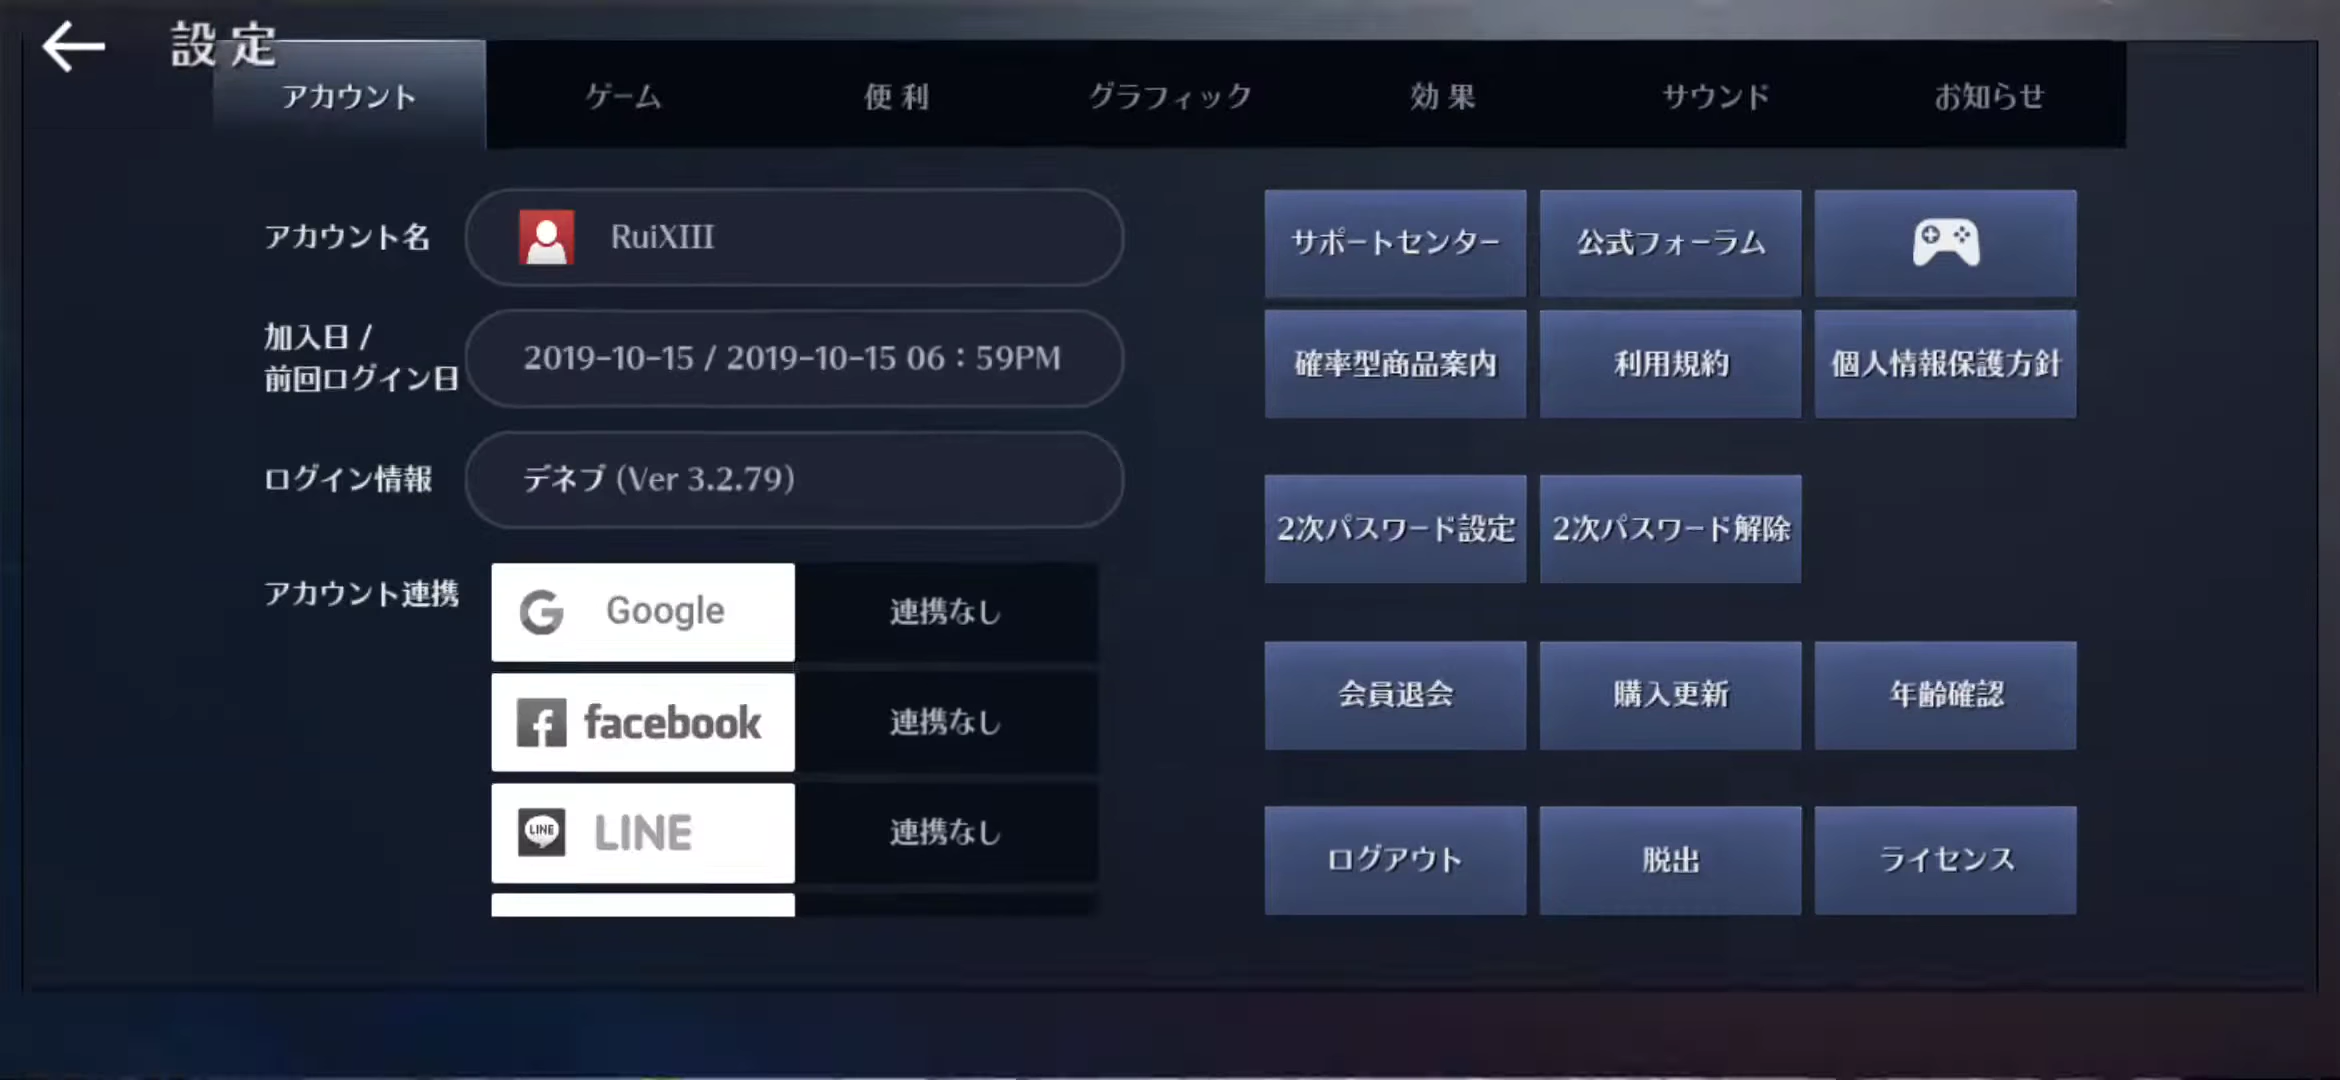 設定
アカウント
ゲーム
便利
グラフィック
効果
サウンド
お知らせ
アカウント名
RuiXIII
加入日 /
前回ログイン日
2019-10-15 / 2019-10-15 06 : 59PM
ログイン情報
デネブ (Ver 3.2.79)
アカウント連携
Google
連携なし
facebook
連携なし
LINE
LINE
連携なし
サポートセンター
公式フォーラム
確率型商品案内
利用規約
個人情報保護方針
2次パスワード設定
2次パスワード解除
会員退会
購入更新
年齢確認
ログアウト
脱出
ライセンス